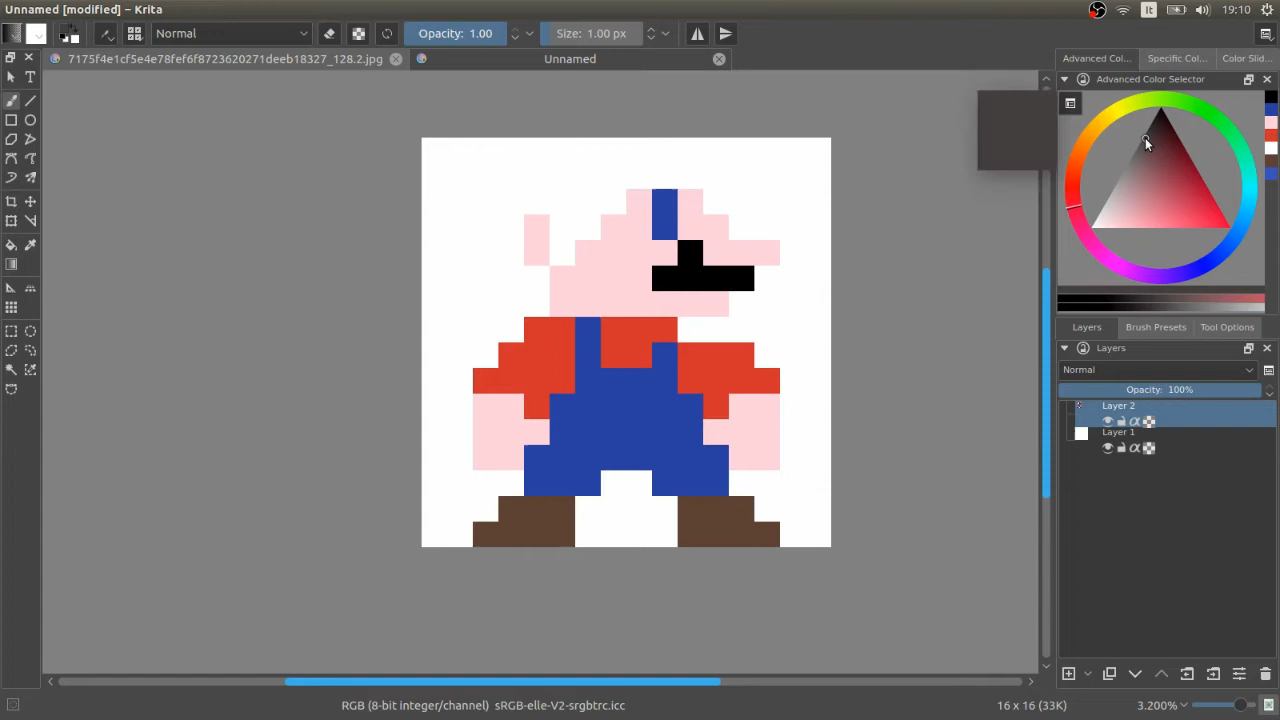 Unnamed [modified] – Krita
It
19:10
Normal
Opacity: 1.00
Size: 1.00 px
7175f4e1cf5e4e78fef6f8723620271deeb18327_128.2.jpg
Unnamed
Advanced Col...
Specific Col...
Color Slid...
Advanced Color Selector
Layers
Brush Presets
Tool Options
Layers
Normal
Opacity: 100%
Layer 2
Layer 1
RGB (8-bit integer/channel) sRGB-elle-V2-srgbtrc.icc
16 x 16 (33K)
3.200%